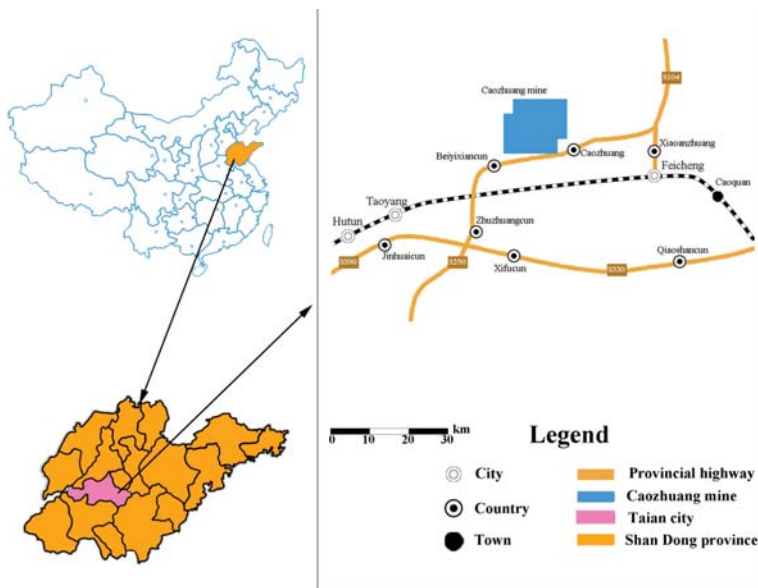 S104
Caozhuang mine
Xiaoanzhuang
Beiyixiancun
Caozhuang
Feicheng
Caoquan
Taoyang
Hutun
Zhuzhuangcun
Jinhuaicun
Xifucun
Qiaoshancun
S250
S330
km
0 10 20 30
Legend
City
Country
Town
Provincial highway
Caozhuang mine
Taian city
Shan Dong province